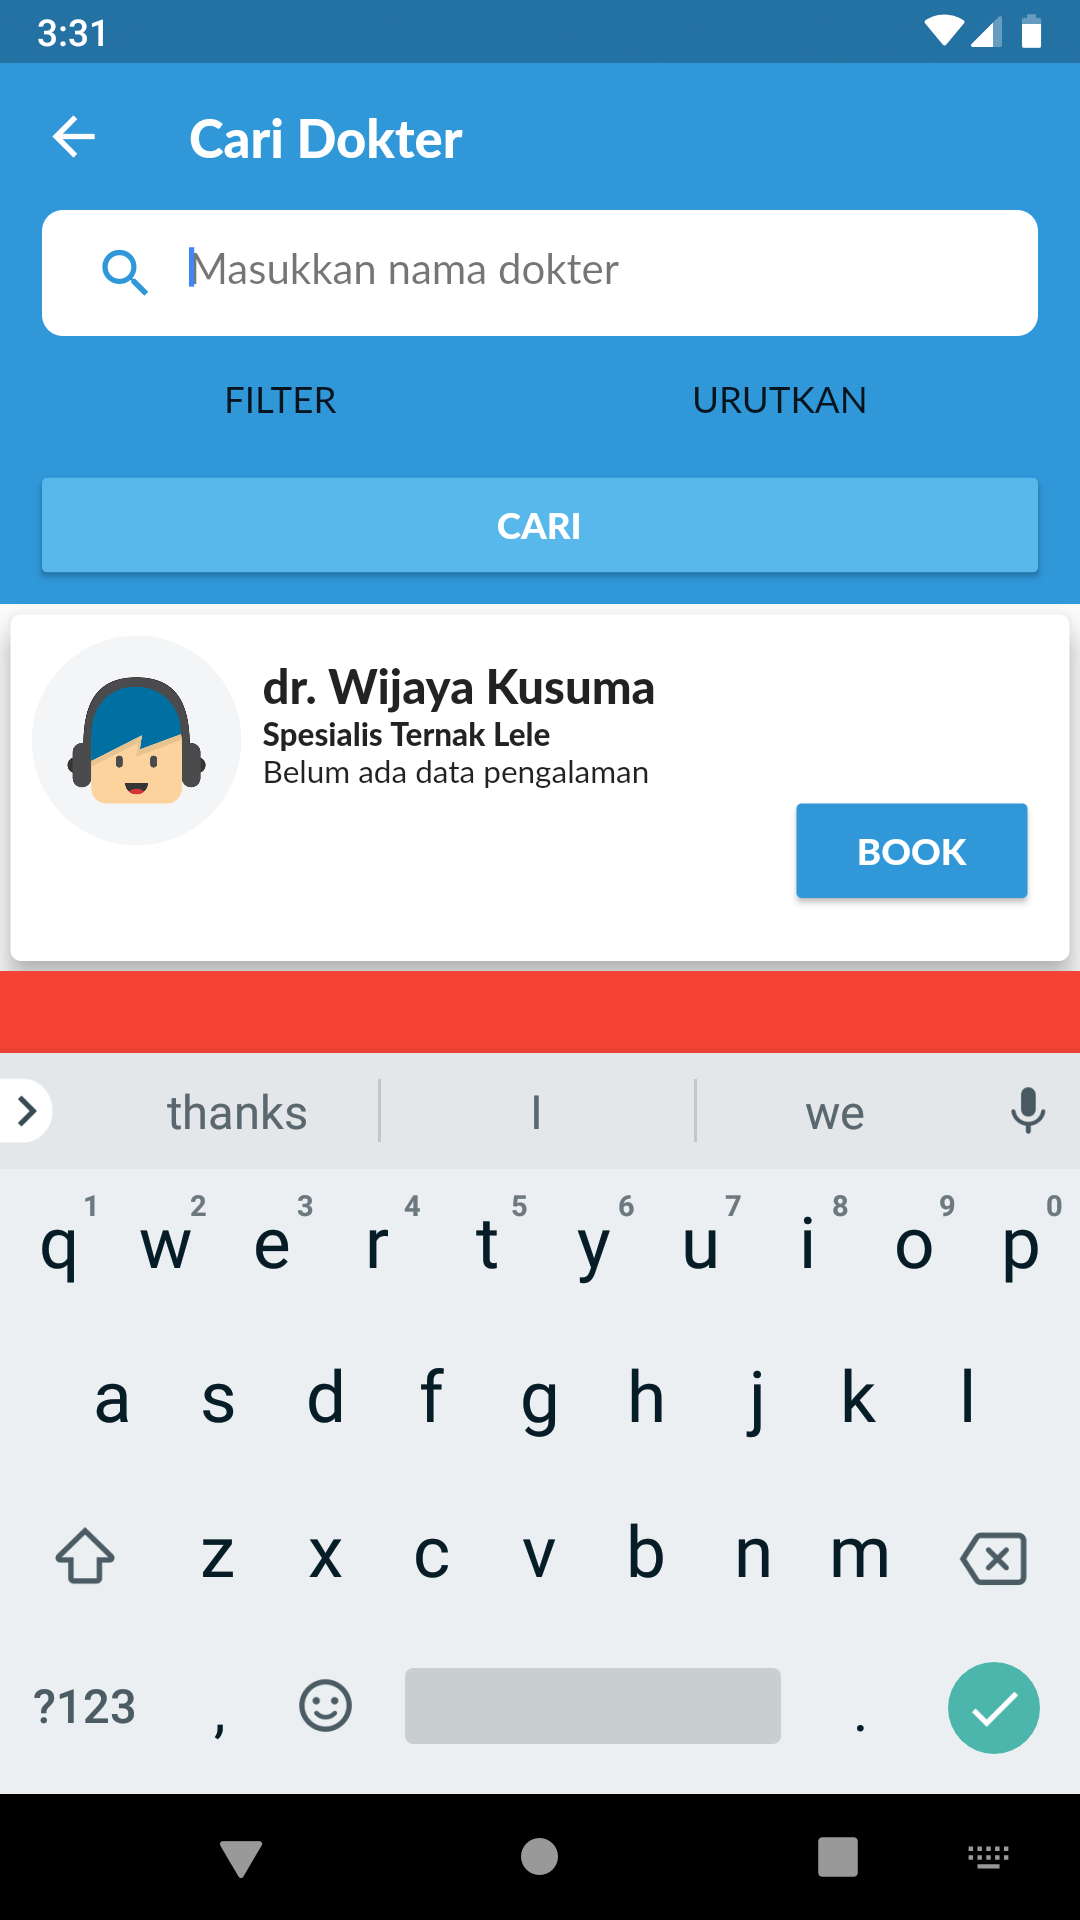 3:31
Cari Dokter
Masukkan nama dokter
FILTER URUTKAN
CARI
dr. Wijaya Kusuma
Spesialis Ternak Lele
Belum ada data pengalaman
BOOK
thanks I we
1 2 3 4 5 6 7 8 9 0
q w e r t y u i o p
a s d f g h j k l
z x c v b n m
?123 , .